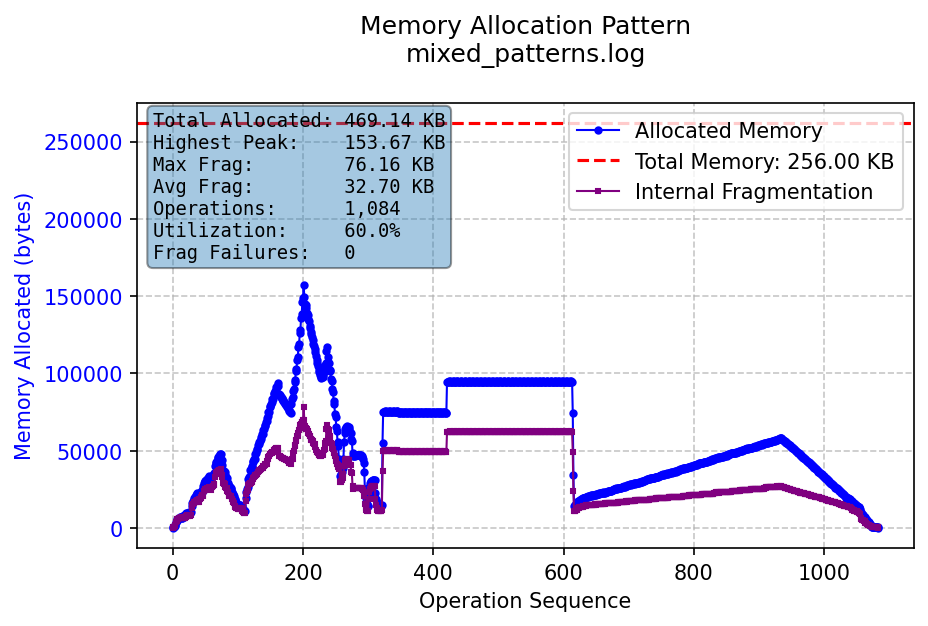 Memory Allocation Pattern
mixed_patterns.log
Total Allocated: 469.14 KB
Highest Peak: 153.67 KB
Max Frag: 76.16 KB
Avg Frag: 32.70 KB
Operations: 1,084
Utilization: 60.0%
Frag Failures: 0
Allocated Memory
Total Memory: 256.00 KB
Internal Fragmentation
Memory Allocated (bytes)
250000
200000
150000
100000
50000
0
0 200 400 600 800 1000
Operation Sequence